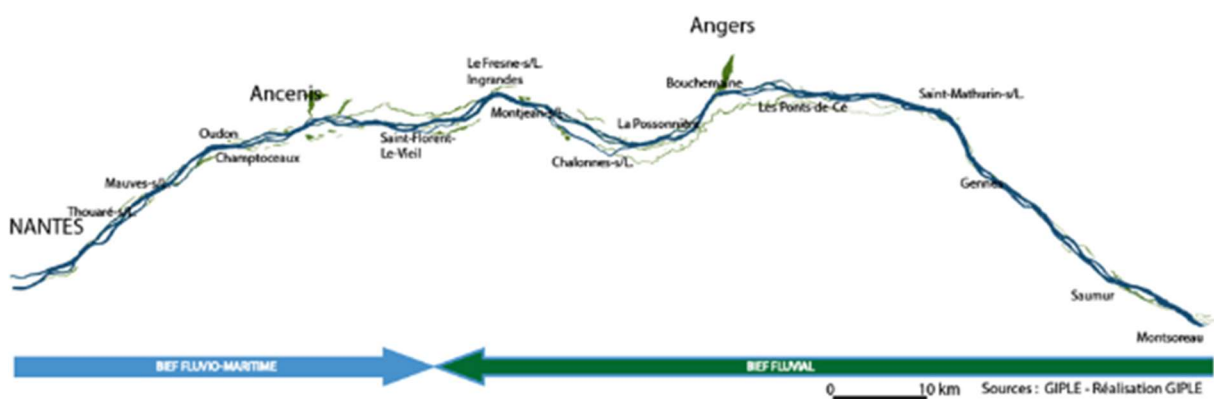 Angers
Le Fresne-s/L.
Ingrandes
Bouchemaine
Ancenis
Montjean-s/L.
Les Ponts-de-Cé
Saint-Mathurin-s/L.
La Possonnière
Oudon
Saint-Florent-
Le-Vieil
Champtoceaux
Chalonnes-s/L.
Mauves-s/L.
Gennes
Thouaré-s/L.
NANTES
Saumur
Montsoreau
BIEF FLUVIO-MARITIME
BIEF FLUVIAL
0 10 km Sources : GIPLE - Réalisation GIPLE